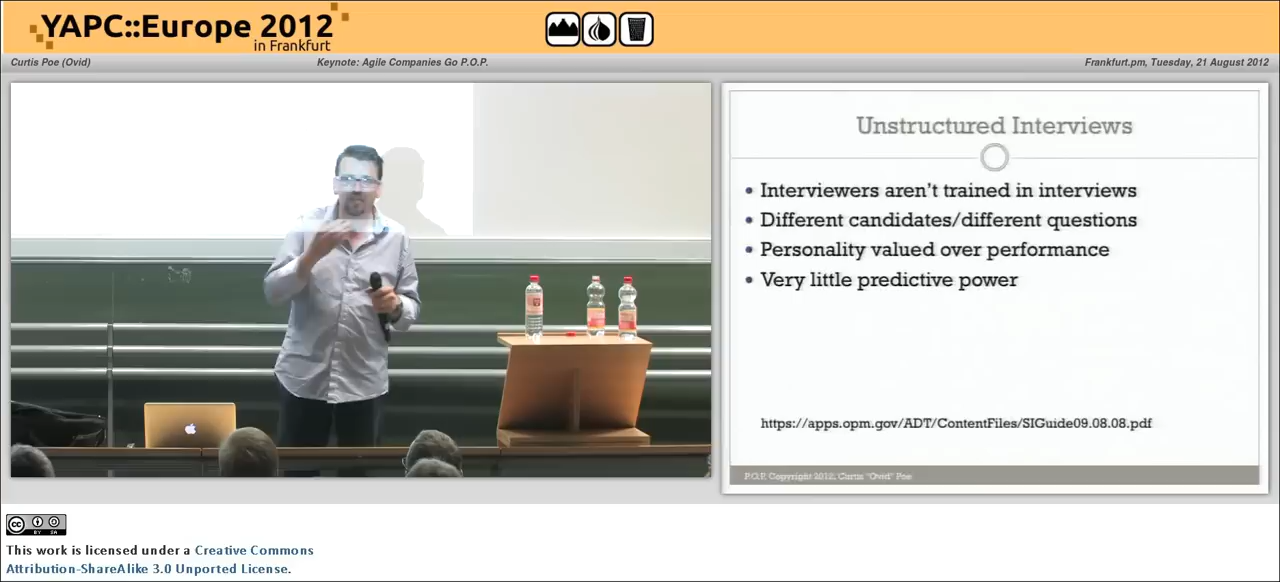 YAPC::Europe 2012
in Frankfurt
Curtis Poe (Ovid)
Keynote: Agile Companies Go P.O.P.
Frankfurt.pm, Tuesday, 21 August 2012
Unstructured Interviews
• Interviewers aren't trained in interviews
• Different candidates/different questions
• Personality valued over performance
• Very little predictive power
https://apps.opm.gov/ADT/ContentFiles/SIGuide09.08.08.pdf
P.O.P. Copyright 2012, Curtis "Ovid" Poe
cc
BY SA
This work is licensed under a Creative Commons
Attribution-ShareAlike 3.0 Unported License.